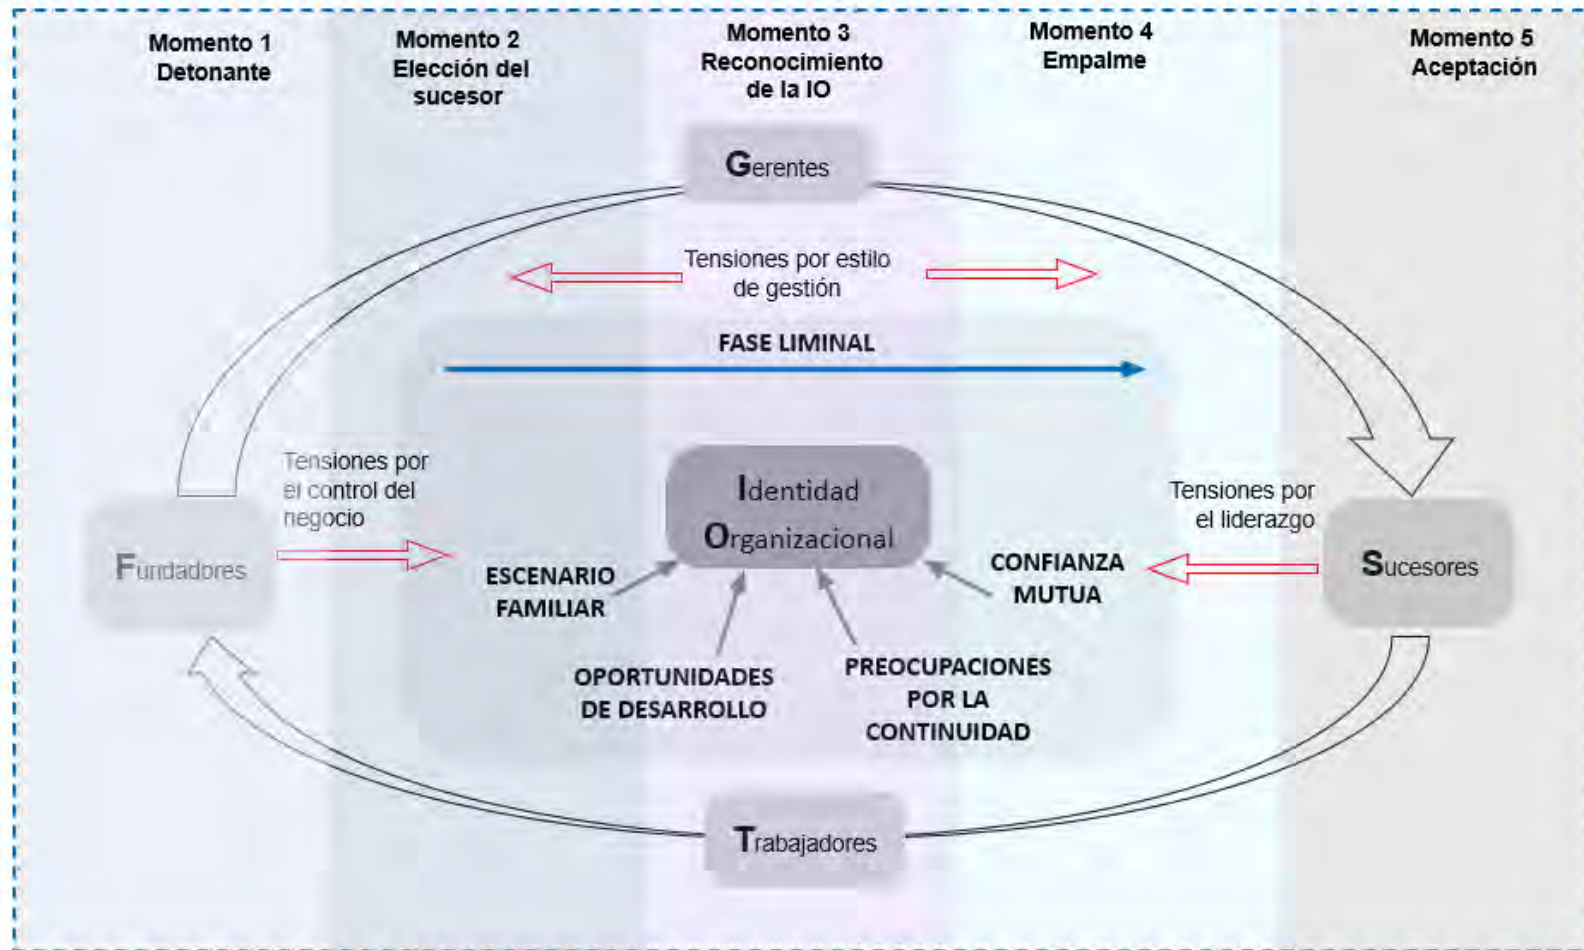 Momento 1
Detonante
Momento 2
Elección del
sucesor
Momento 3
Reconocimiento
de la IO
Momento 4
Empalme
Momento 5
Aceptación
Gerentes
Tensiones por estilo
de gestión
FASE LIMINAL
Tensiones por
el control del
negocio
Fundadores
Identidad
Organizacional
Tensiones por
el liderazgo
Sucesores
ESCENARIO
FAMILIAR
CONFIANZA
MUTUA
OPORTUNIDADES
DE DESARROLLO
PREOCUPACIONES
POR LA
CONTINUIDAD
Trabajadores